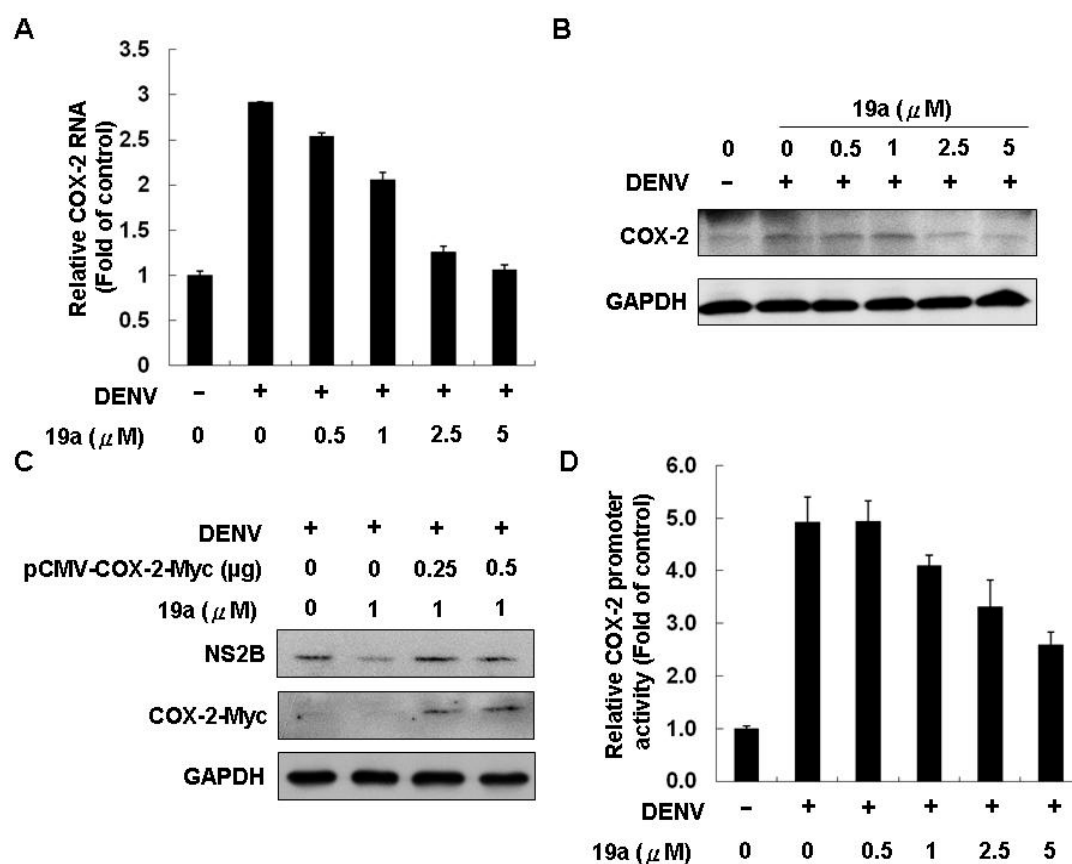 A
Relative COX-2 RNA
(Fold of control)
3.5
3
2.5
2
1.5
1
0.5
0
DENV − + + + + +
19a (μM) 0 0 0.5 1 2.5 5
B
19a (μM)
0 0 0.5 1 2.5 5
DENV − + + + + +
COX-2
GAPDH
C
DENV + + + +
pCMV-COX-2-Myc (μg) 0 0 0.25 0.5
19a (μM) 0 1 1 1
NS2B
COX-2-Myc
GAPDH
D
Relative COX-2 promoter
activity (Fold of control)
6.0
5.0
4.0
3.0
2.0
1.0
0.0
DENV − + + + + +
19a (μM) 0 0 0.5 1 2.5 5